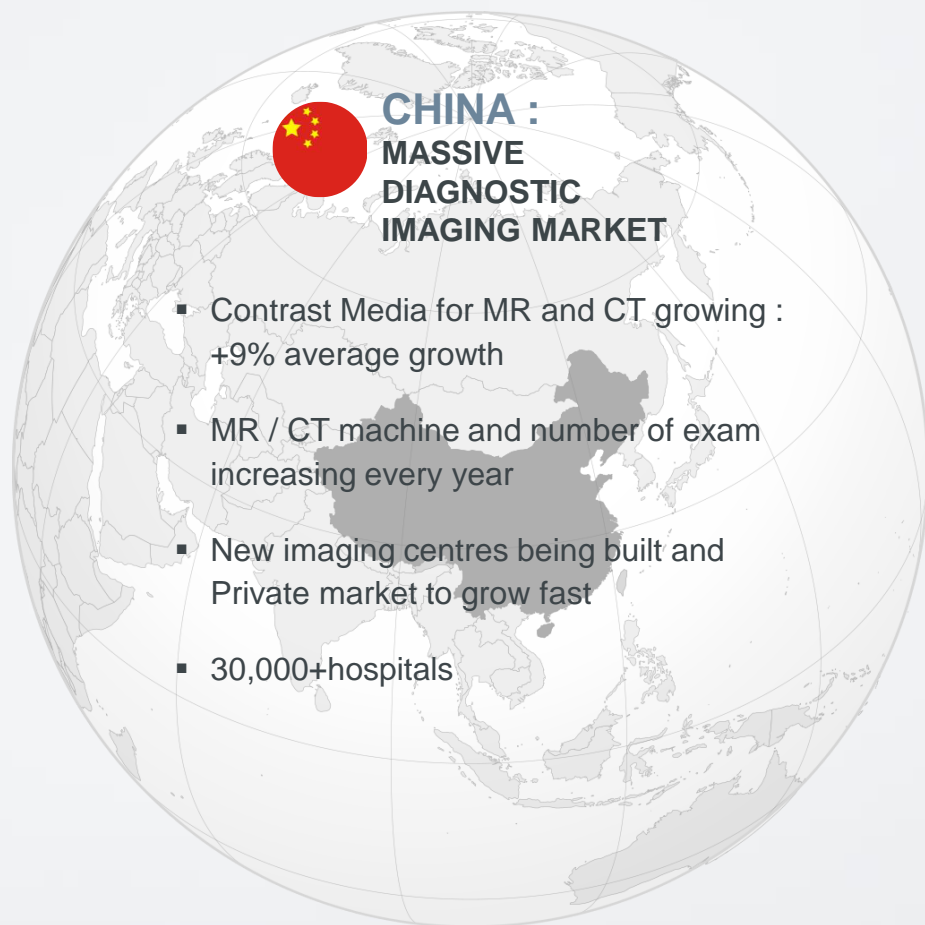 CHINA :
MASSIVE
DIAGNOSTIC
IMAGING MARKET
▪ Contrast Media for MR and CT growing :
+9% average growth
▪ MR / CT machine and number of exam
increasing every year
▪ New imaging centres being built and
Private market to grow fast
▪ 30,000+hospitals